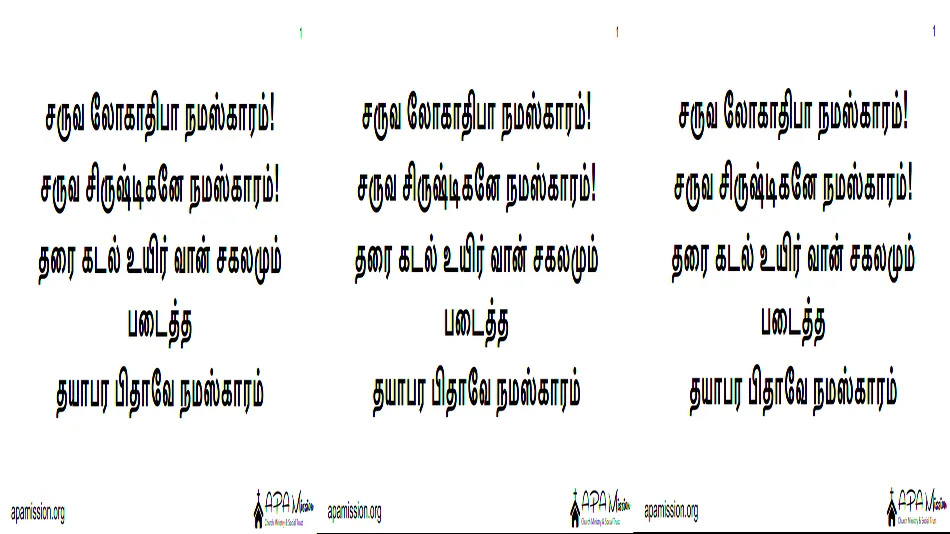 1
சருவ லோகாதிபா நமஸ்காரம்!
சருவ சிருஷ்டிகனே நமஸ்காரம்!
தரை கடல் உயிர் வான் சகலமும்
படைத்த
தயாபர பிதாவே நமஸ்காரம்
apamission.org
APA Mission
Church Ministry & Social Trust
1
சருவ லோகாதிபா நமஸ்காரம்!
சருவ சிருஷ்டிகனே நமஸ்காரம்!
தரை கடல் உயிர் வான் சகலமும்
படைத்த
தயாபர பிதாவே நமஸ்காரம்
apamission.org
APA Mission
Church Ministry & Social Trust
1
சருவ லோகாதிபா நமஸ்காரம்!
சருவ சிருஷ்டிகனே நமஸ்காரம்!
தரை கடல் உயிர் வான் சகலமும்
படைத்த
தயாபர பிதாவே நமஸ்காரம்
apamission.org
APA Mission
Church Ministry & Social Trust